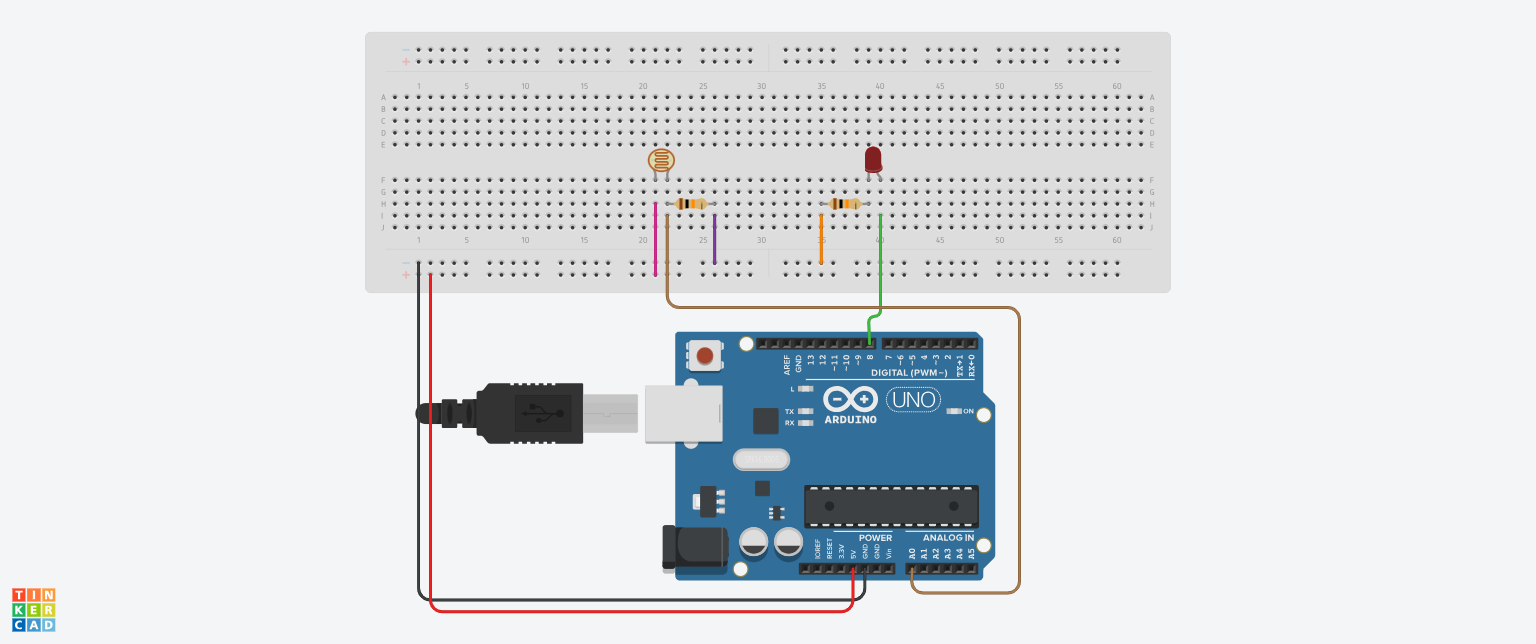 − 
+
1 5 10 15 20 25 30 35 40 45 50 55 60
A A
B B
C C
D D
E E
F F
G G
H H
I I
J J
1 5 10 15 20 25 30 35 40 45 50 55 60
−
+
AREF GND 13 12 ~11 ~10 ~9 8 7 ~6 ~5 4 ~3 2 TX→1 RX←0
DIGITAL (PWM~)
L
TX
RX
ARDUINO
UNO
ON
POWER
ANALOG IN
IOREF RESET 3.3V 5V GND GND Vin A0 A1 A2 A3 A4 A5
TIN
KER
CAD